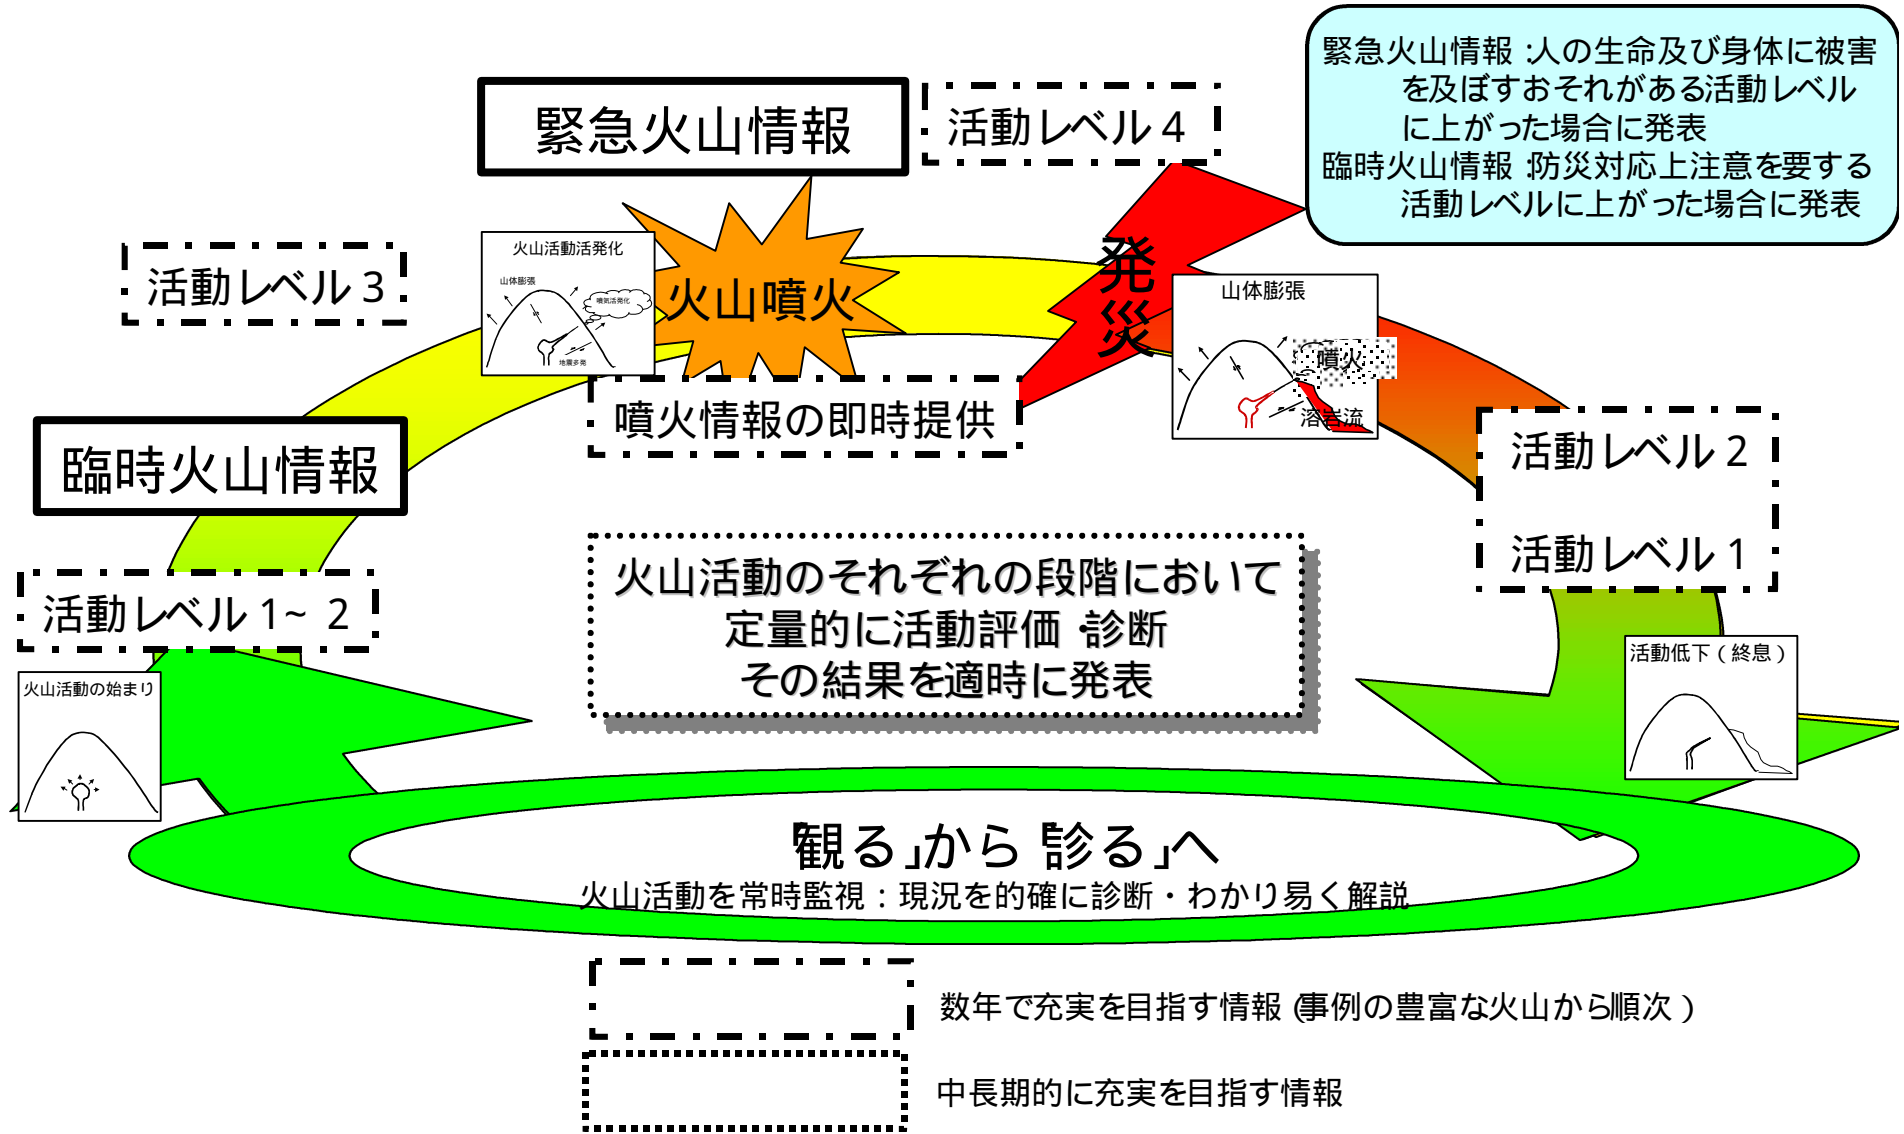 緊急火山情報:人の生命及び身体に被害
を及ぼすおそれがある活動レベル
に上がった場合に発表
臨時火山情報:防災対応上注意を要する
活動レベルに上がった場合に発表
緊急火山情報
活動レベル4
活動レベル3
火山活動活発化
山体膨張
噴気活発化
地震多発
火山噴火
発災
山体膨張
噴火
溶岩流
噴火情報の即時提供
臨時火山情報
活動レベル2
活動レベル1
活動レベル1~ 2
火山活動のそれぞれの段階において
定量的に活動評価・診断
その結果を適時に発表
火山活動の始まり
活動低下(終息)
「観る」から「診る」へ
火山活動を常時監視:現況を的確に診断・わかり易く解説
数年で充実を目指す情報(事例の豊富な火山から順次)
中長期的に充実を目指す情報